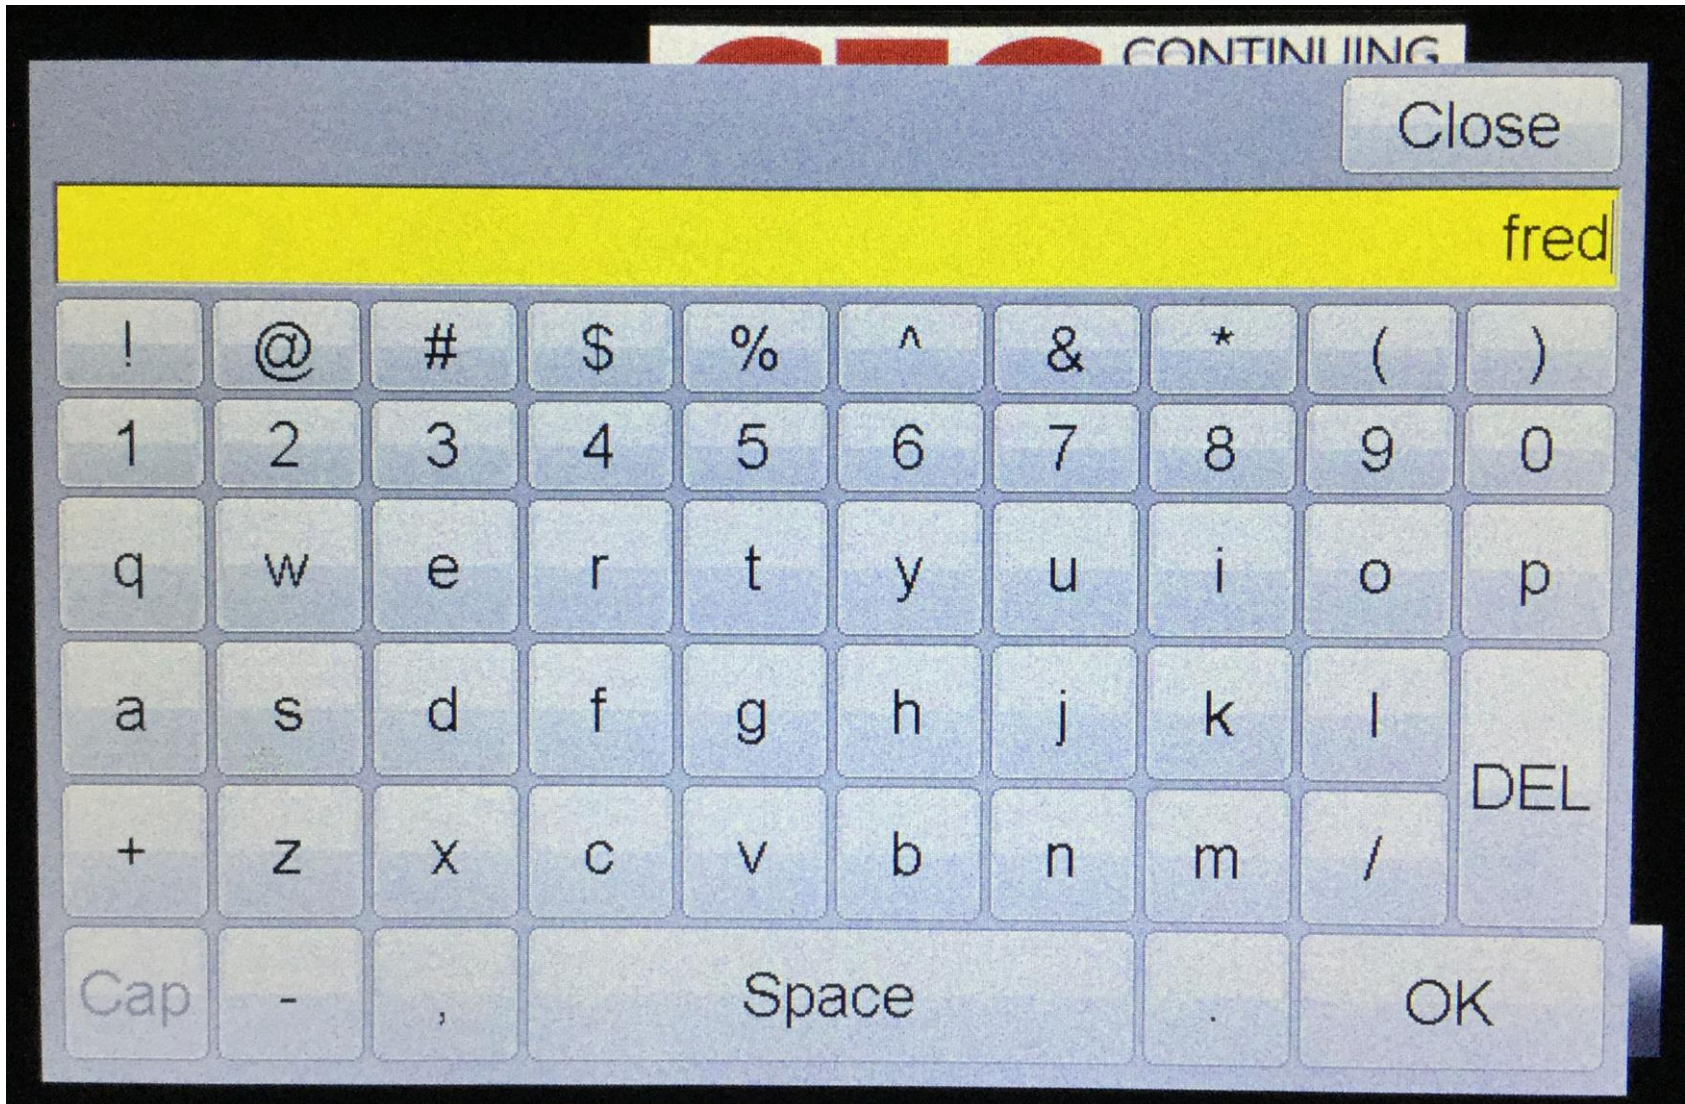 CONTINUING
Close
fred
! @ # $ % ^ & * ( )
1 2 3 4 5 6 7 8 9 0
q w e r t y u i o p
a s d f g h j k l
DEL
+ z x c v b n m /
Cap - , Space . OK